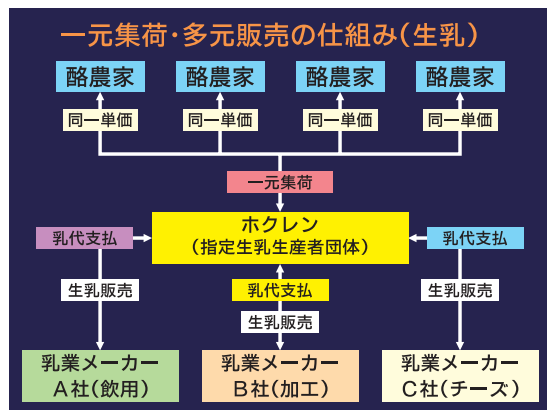 一元集荷・多元販売の仕組み(生乳)
酪農家 酪農家 酪農家 酪農家
同一単価 同一単価 同一単価 同一単価
一元集荷
ホクレン
(指定生乳生産者団体)
乳代支払 乳代支払
乳代支払
生乳販売 生乳販売
生乳販売
乳業メーカー
A社(飲用)
乳業メーカー
B社(加工)
乳業メーカー
C社(チーズ)